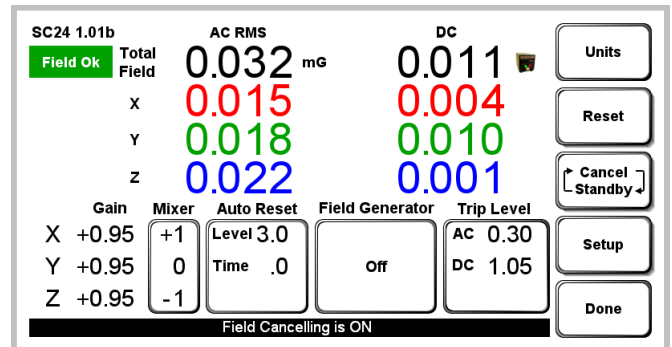 SC24 1.01b
AC RMS
DC
Field Ok
Total Field
0.032 mG
0.011
X
0.015
0.004
Y
0.018
0.010
Z
0.022
0.001
Gain
Mixer
Auto Reset
Field Generator
Trip Level
X +0.95
+1
Level 3.0
Off
AC 0.30
Y +0.95
0
Time .0
DC 1.05
Z +0.95
-1
Field Cancelling is ON
Units
Reset
Cancel
Standby
Setup
Done